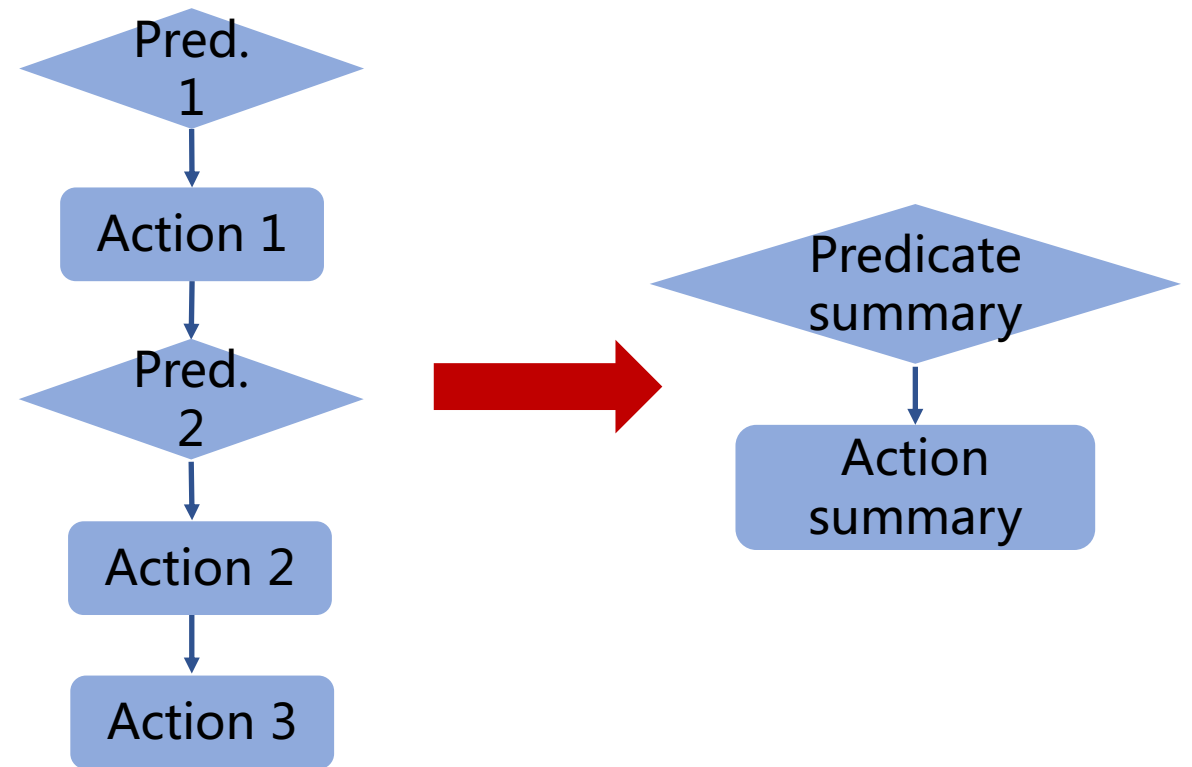 Pred.
1
Action 1
Pred.
2
Action 2
Action 3
Predicate
summary
Action
summary